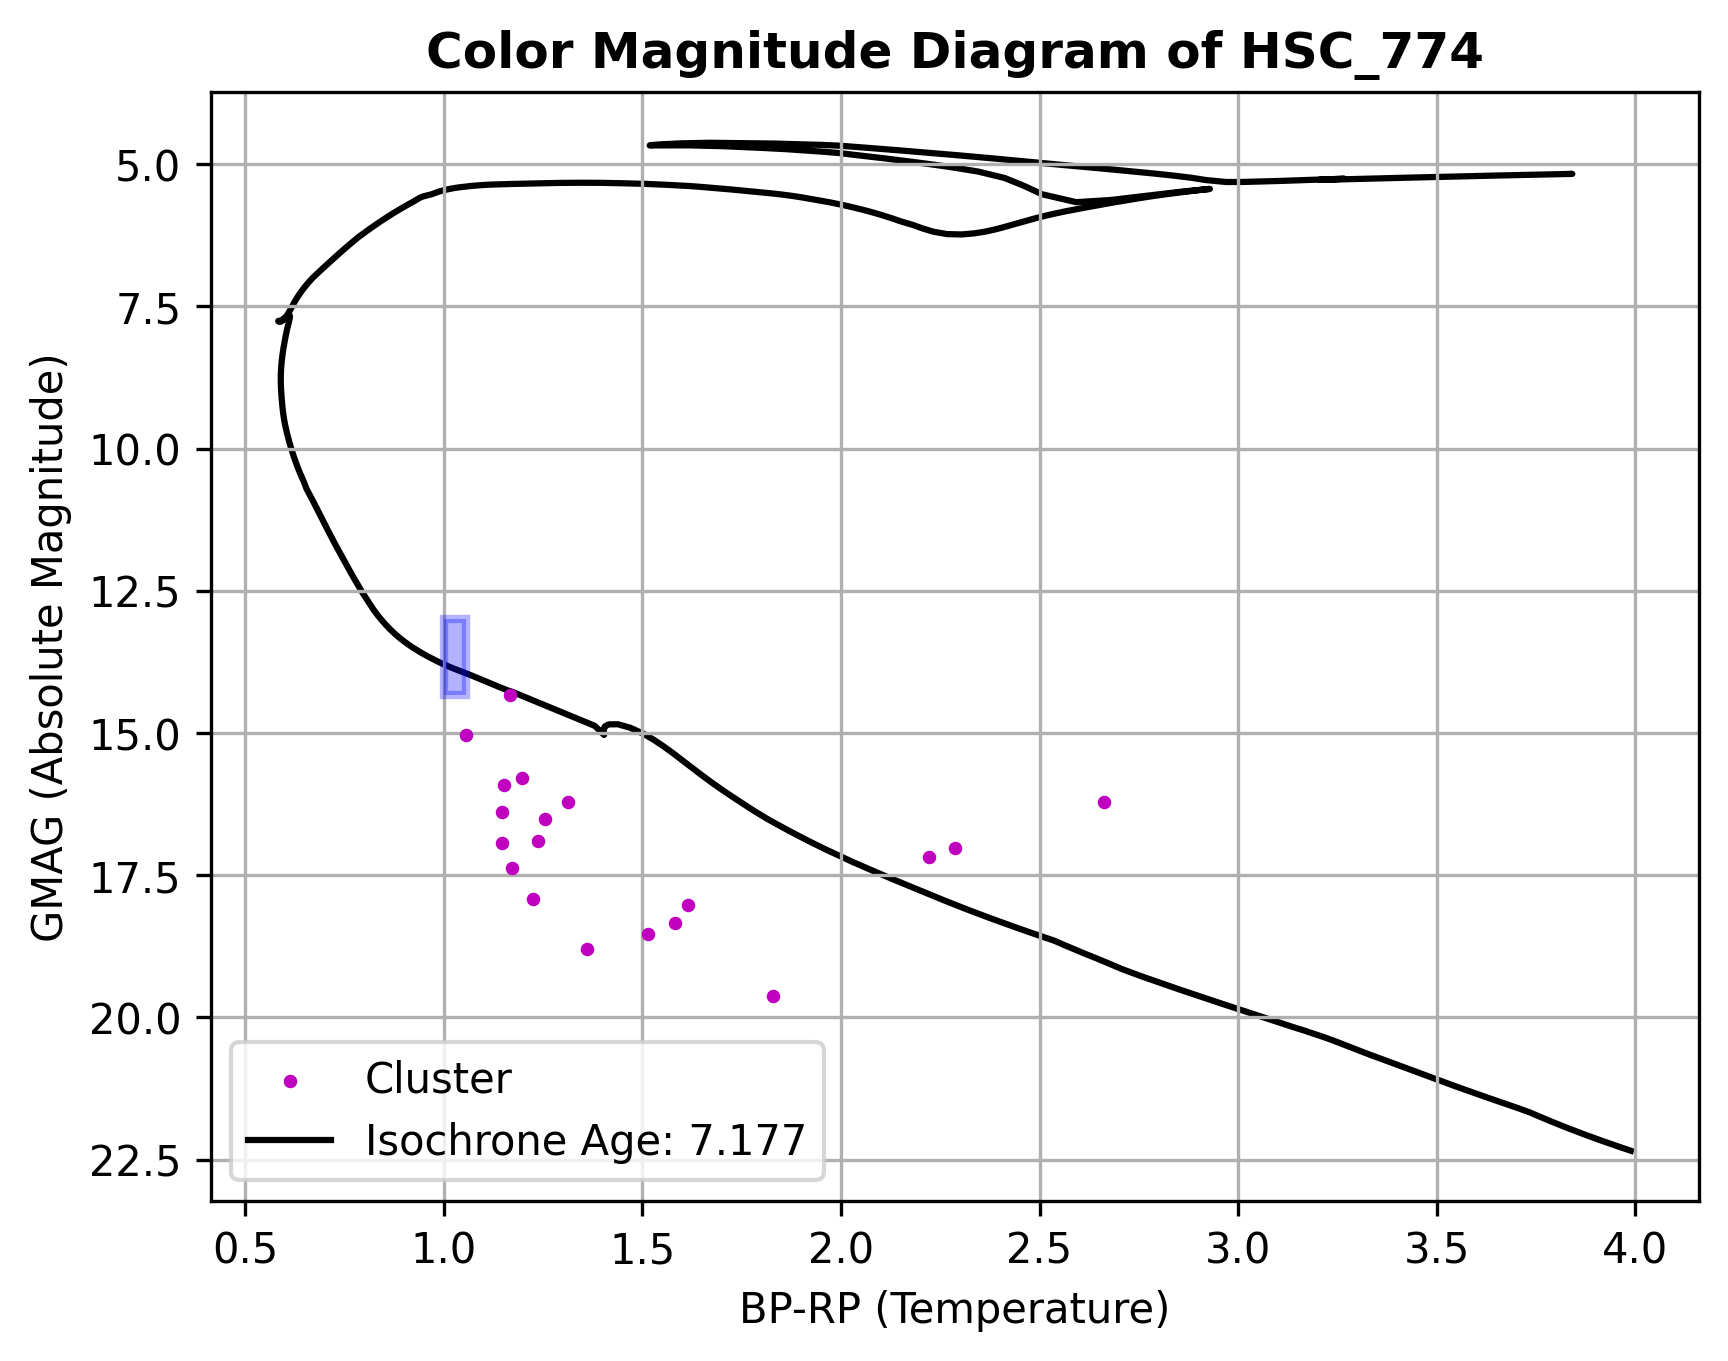 Color Magnitude Diagram of HSC_774
GMAG (Absolute Magnitude)
5.0
7.5
10.0
12.5
15.0
17.5
20.0
22.5
Cluster
Isochrone Age: 7.177
0.5 1.0 1.5 2.0 2.5 3.0 3.5 4.0
BP-RP (Temperature)